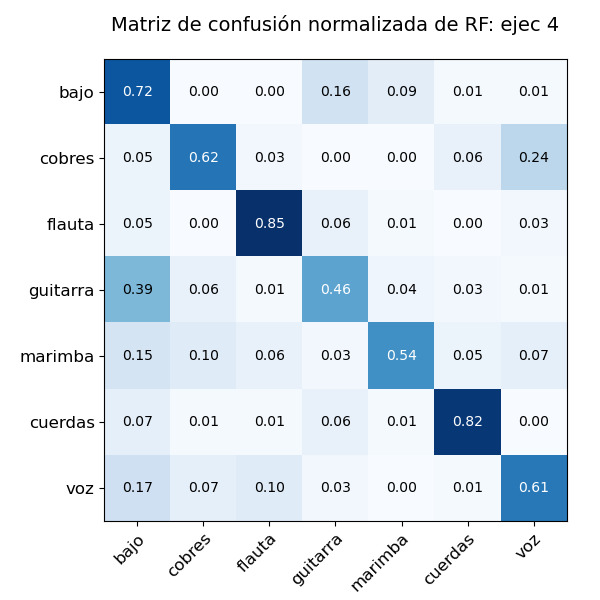 Matriz de confusión normalizada de RF: ejec 4
bajo 0.72 0.00 0.00 0.16 0.09 0.01 0.01
cobres 0.05 0.62 0.03 0.00 0.00 0.06 0.24
flauta 0.05 0.00 0.85 0.06 0.01 0.00 0.03
guitarra 0.39 0.06 0.01 0.46 0.04 0.03 0.01
marimba 0.15 0.10 0.06 0.03 0.54 0.05 0.07
cuerdas 0.07 0.01 0.01 0.06 0.01 0.82 0.00
voz 0.17 0.07 0.10 0.03 0.00 0.01 0.61
bajo cobres flauta guitarra marimba cuerdas voz